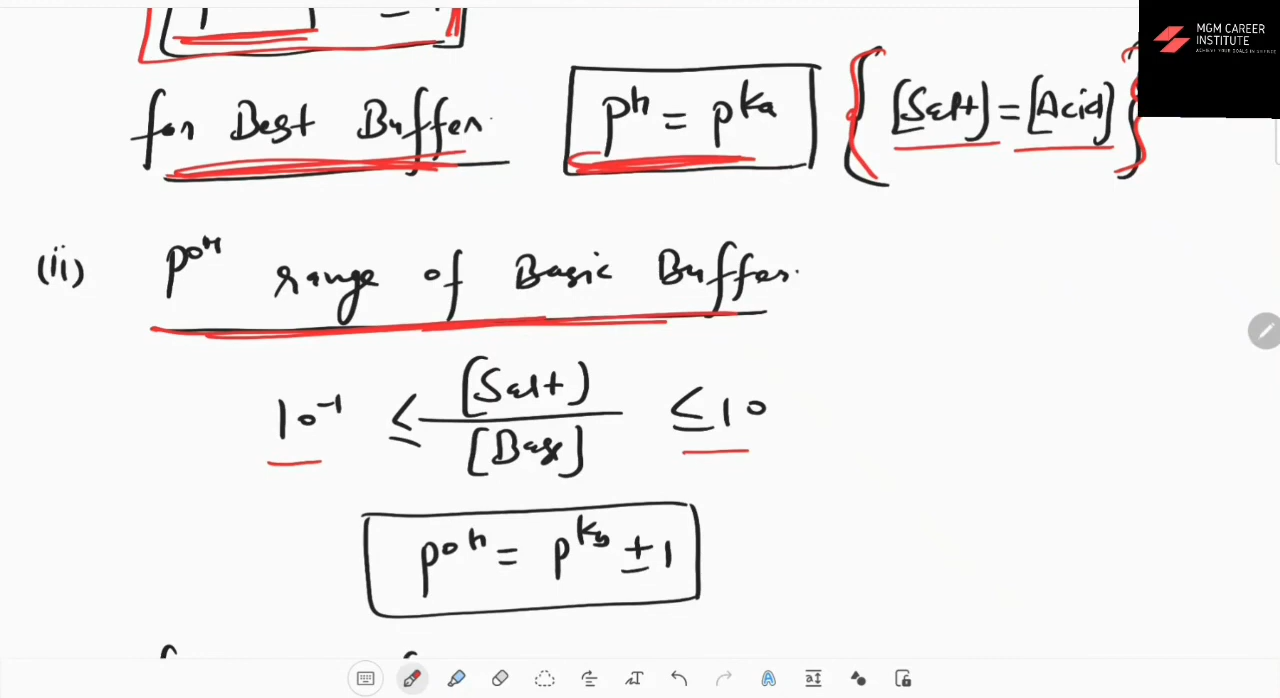 MGM CAREER
INSTITUTE
for Best Buffer. pH = pKa { [Salt] = [Acid] }
(ii) pOH range of Basic Buffer.
10⁻¹ ≤ [Salt] / [Base] ≤ 10
pOH = pKb ± 1